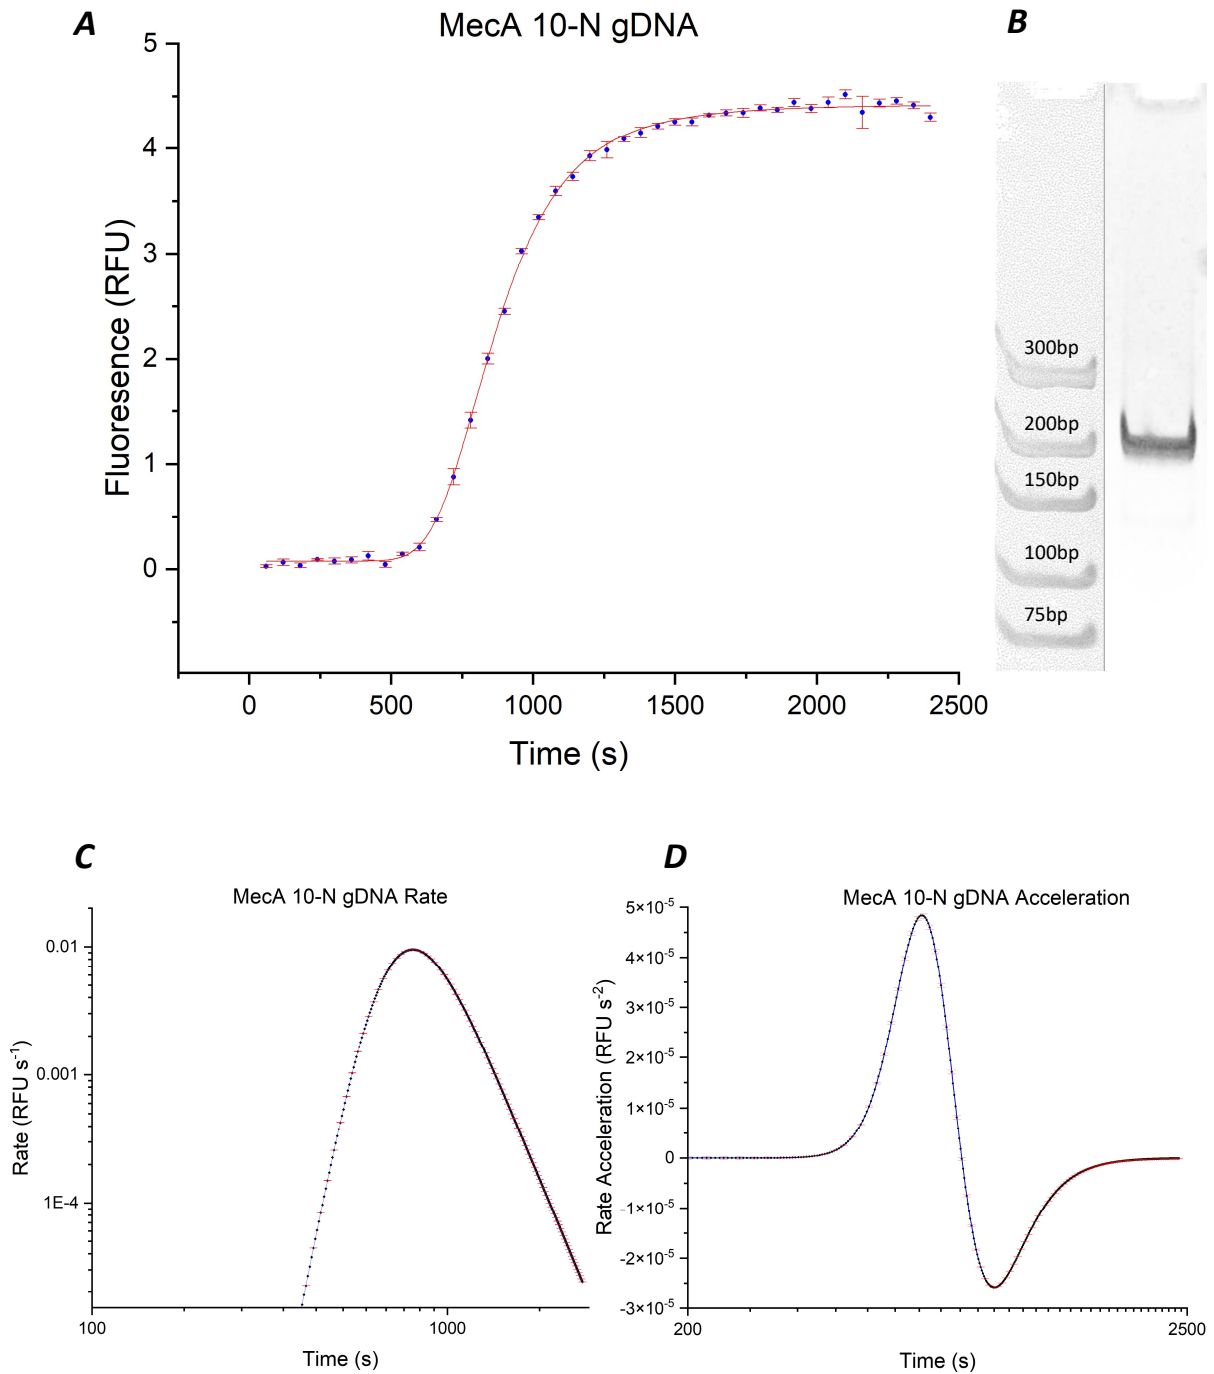 A
MecA 10-N gDNA
B
Fluoresence (RFU)
5
4
3
2
1
0
0 500 1000 1500 2000 2500
Time (s)
300bp
200bp
150bp
100bp
75bp
C
MecA 10-N gDNA Rate
Rate (RFU s⁻¹)
0.01
0.001
1E-4
100 1000
Time (s)
D
MecA 10-N gDNA Acceleration
Rate Acceleration (RFU s⁻²)
5×10⁻⁵
4×10⁻⁵
3×10⁻⁵
2×10⁻⁵
1×10⁻⁵
0
-1×10⁻⁵
-2×10⁻⁵
-3×10⁻⁵
200 2500
Time (s)